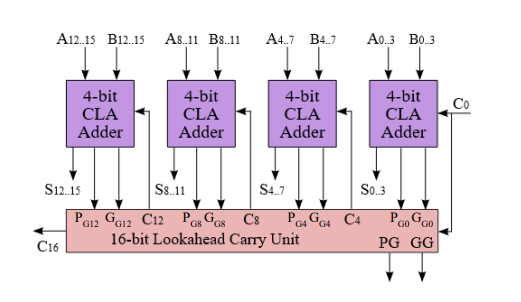 A12..15 B12..15 A8..11 B8..11 A4..7 B4..7 A0..3 B0..3
4-bit CLA Adder
4-bit CLA Adder
4-bit CLA Adder
4-bit CLA Adder
C0
S12..15 S8..11 S4..7 S0..3
PG12 GG12 C12 PG8 GG8 C8 PG4 GG4 C4 PG0 GG0
C16
16-bit Lookahead Carry Unit
PG GG